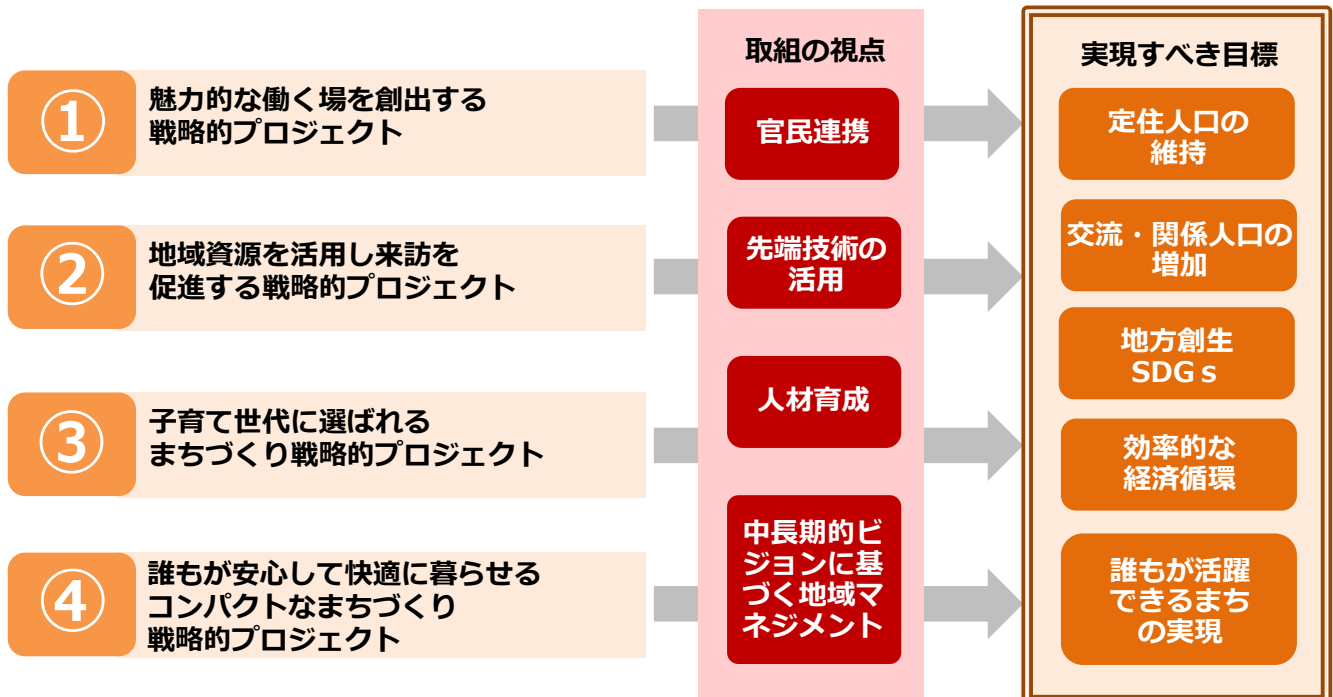 ①
魅力的な働く場を創出する
戦略的プロジェクト
②
地域資源を活用し来訪を
促進する戦略的プロジェクト
③
子育て世代に選ばれる
まちづくり戦略的プロジェクト
④
誰もが安心して快適に暮らせる
コンパクトなまちづくり
戦略的プロジェクト
取組の視点
官民連携
先端技術の
活用
人材育成
中長期的ビ
ジョンに基
づく地域マ
ネジメント
実現すべき目標
定住人口の
維持
交流・関係人口の
増加
地方創生
SDGｓ
効率的な
経済循環
誰もが活躍
できるまち
の実現